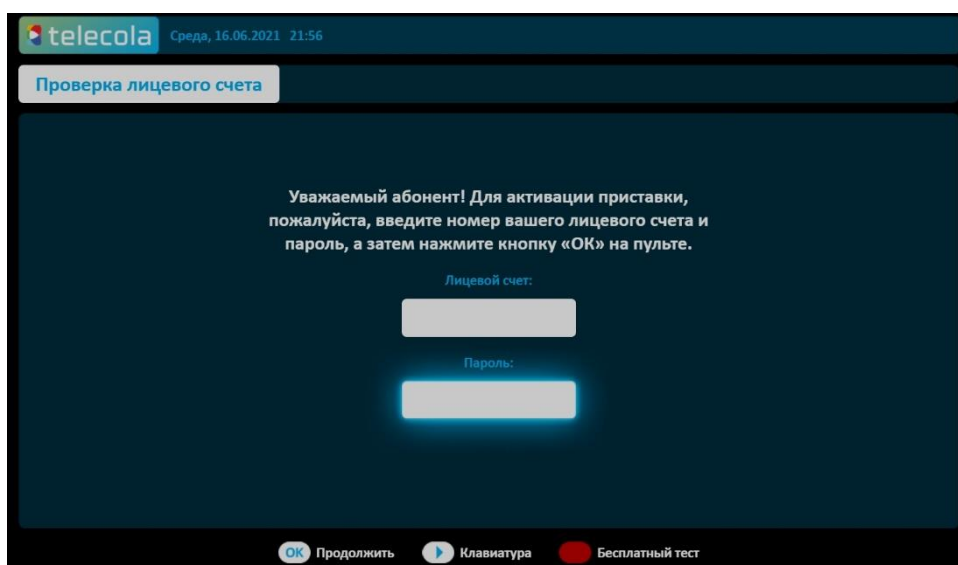 telecola Среда, 16.06.2021 21:56
Проверка лицевого счета
Уважаемый абонент! Для активации приставки,
пожалуйста, введите номер вашего лицевого счета и
пароль, а затем нажмите кнопку «ОК» на пульте.
Лицевой счет:
Пароль:
OK Продолжить Клавиатура Бесплатный тест